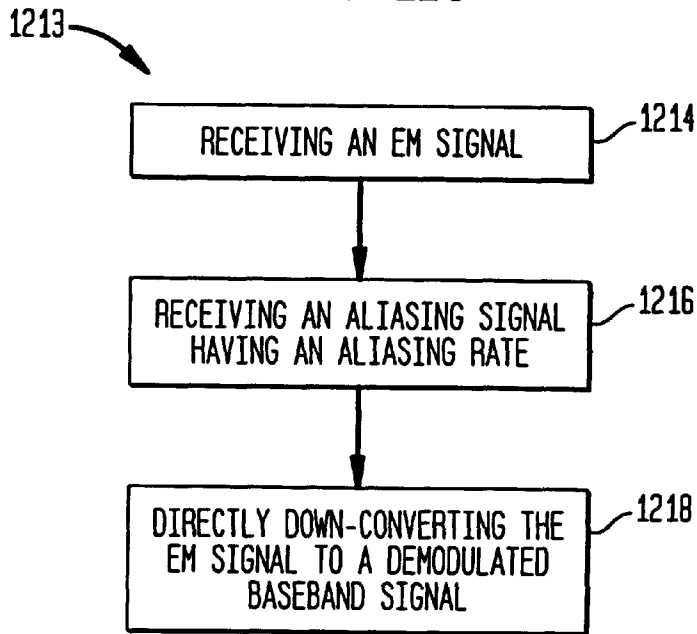 1213
RECEIVING AN EM SIGNAL
1214
RECEIVING AN ALIASING SIGNAL
HAVING AN ALIASING RATE
1216
DIRECTLY DOWN-CONVERTING THE
EM SIGNAL TO A DEMODULATED
BASEBAND SIGNAL
1218